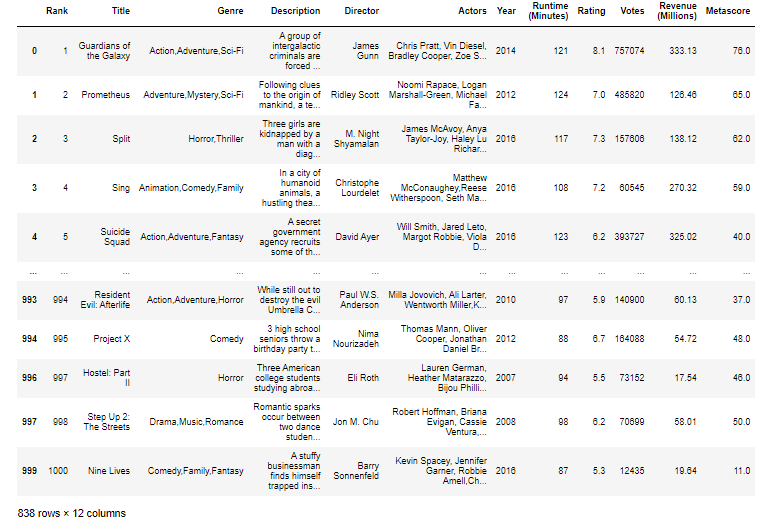 Rank Title Genre Description Director Actors Year Runtime (Minutes) Rating Votes Revenue (Millions) Metascore
0 1 Guardians of the Galaxy Action,Adventure,Sci-Fi A group of intergalactic criminals are forced ... James Gunn Chris Pratt, Vin Diesel, Bradley Cooper, Zoe S... 2014 121 8.1 757074 333.13 76.0
1 2 Prometheus Adventure,Mystery,Sci-Fi Following clues to the origin of mankind, a te... Ridley Scott Noomi Rapace, Logan Marshall-Green, Michael Fa... 2012 124 7.0 485820 126.46 65.0
2 3 Split Horror,Thriller Three girls are kidnapped by a man with a diag... M. Night Shyamalan James McAvoy, Anya Taylor-Joy, Haley Lu Richar... 2016 117 7.3 157606 138.12 62.0
3 4 Sing Animation,Comedy,Family In a city of humanoid animals, a hustling thea... Christophe Lourdelet Matthew McConaughey,Reese Witherspoon, Seth Ma... 2016 108 7.2 60545 270.32 59.0
4 5 Suicide Squad Action,Adventure,Fantasy A secret government agency recruits some of th... David Ayer Will Smith, Jared Leto, Margot Robbie, Viola D... 2016 123 6.2 393727 325.02 40.0
... ... ... ... ... ... ... ... ... ... ... ... ...
993 994 Resident Evil: Afterlife Action,Adventure,Horror While still out to destroy the evil Umbrella C... Paul W.S. Anderson Milla Jovovich, Ali Larter, Wentworth Miller,K... 2010 97 5.9 140900 60.13 37.0
994 995 Project X Comedy 3 high school seniors throw a birthday party t... Nima Nourizadeh Thomas Mann, Oliver Cooper, Jonathan Daniel Br... 2012 88 6.7 164088 54.72 48.0
996 997 Hostel: Part II Horror Three American college students studying abroa... Eli Roth Lauren German, Heather Matarazzo, Bijou Philli... 2007 94 5.5 73152 17.54 46.0
997 998 Step Up 2: The Streets Drama,Music,Romance Romantic sparks occur between two dance studen... Jon M. Chu Robert Hoffman, Briana Evigan, Cassie Ventura,... 2008 98 6.2 70699 58.01 50.0
999 1000 Nine Lives Comedy,Family,Fantasy A stuffy businessman finds himself trapped ins... Barry Sonnenfeld Kevin Spacey, Jennifer Garner, Robbie Amell,Ch... 2016 87 5.3 12435 19.64 11.0
838 rows × 12 columns